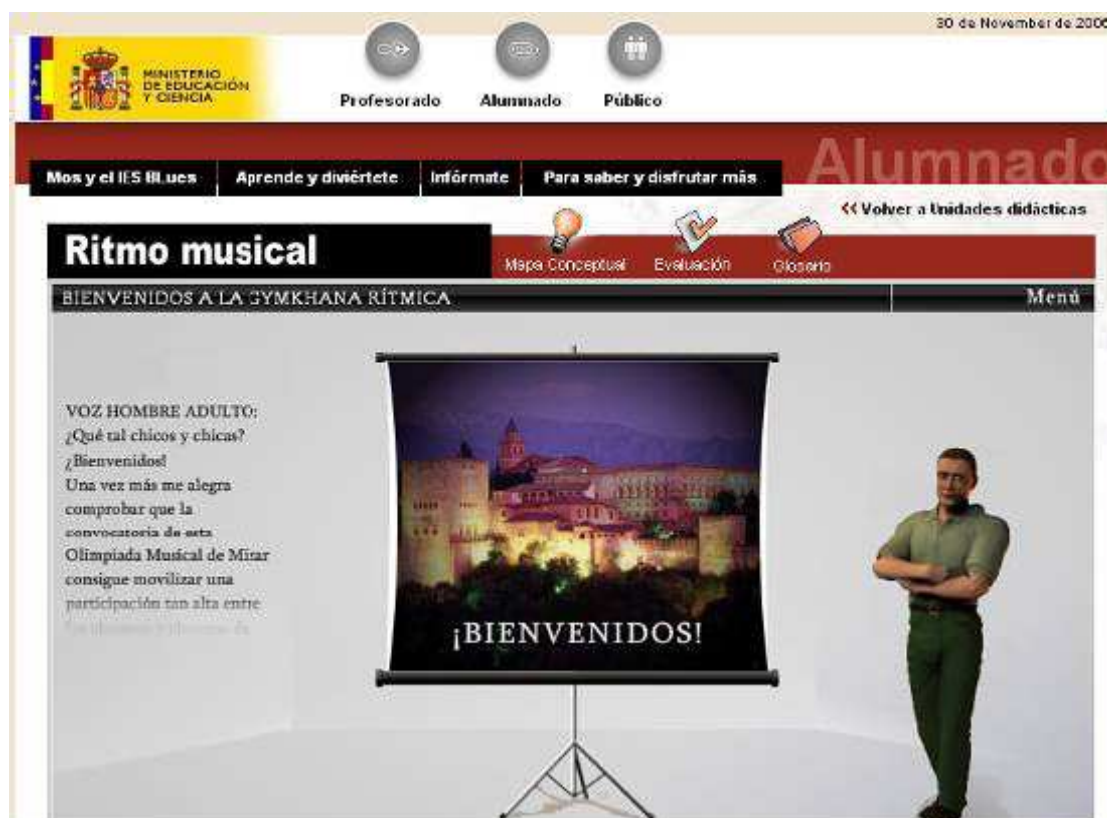 30 de November de 2006
MINISTERIO
DE EDUCACIÓN
Y CIENCIA
Profesorado Alumnado Público
Alumnado
Mos y el IES BLues Aprende y diviértete Infórmate Para saber y disfrutar más
<< Volver a Unidades didácticas
Ritmo musical
Mapa Conceptual Evaluación Glosario
BIENVENIDOS A LA GYMKHANA RÍTMICA Menú
VOZ HOMBRE ADULTO:
¿Qué tal chicos y chicas?
¿Bienvenidos!
Una vez más me alegra
comprobar que la
convocatoria de esta
Olimpiada Musical de Mirar
consigue movilizar una
participación tan alta entre
¡BIENVENIDOS!